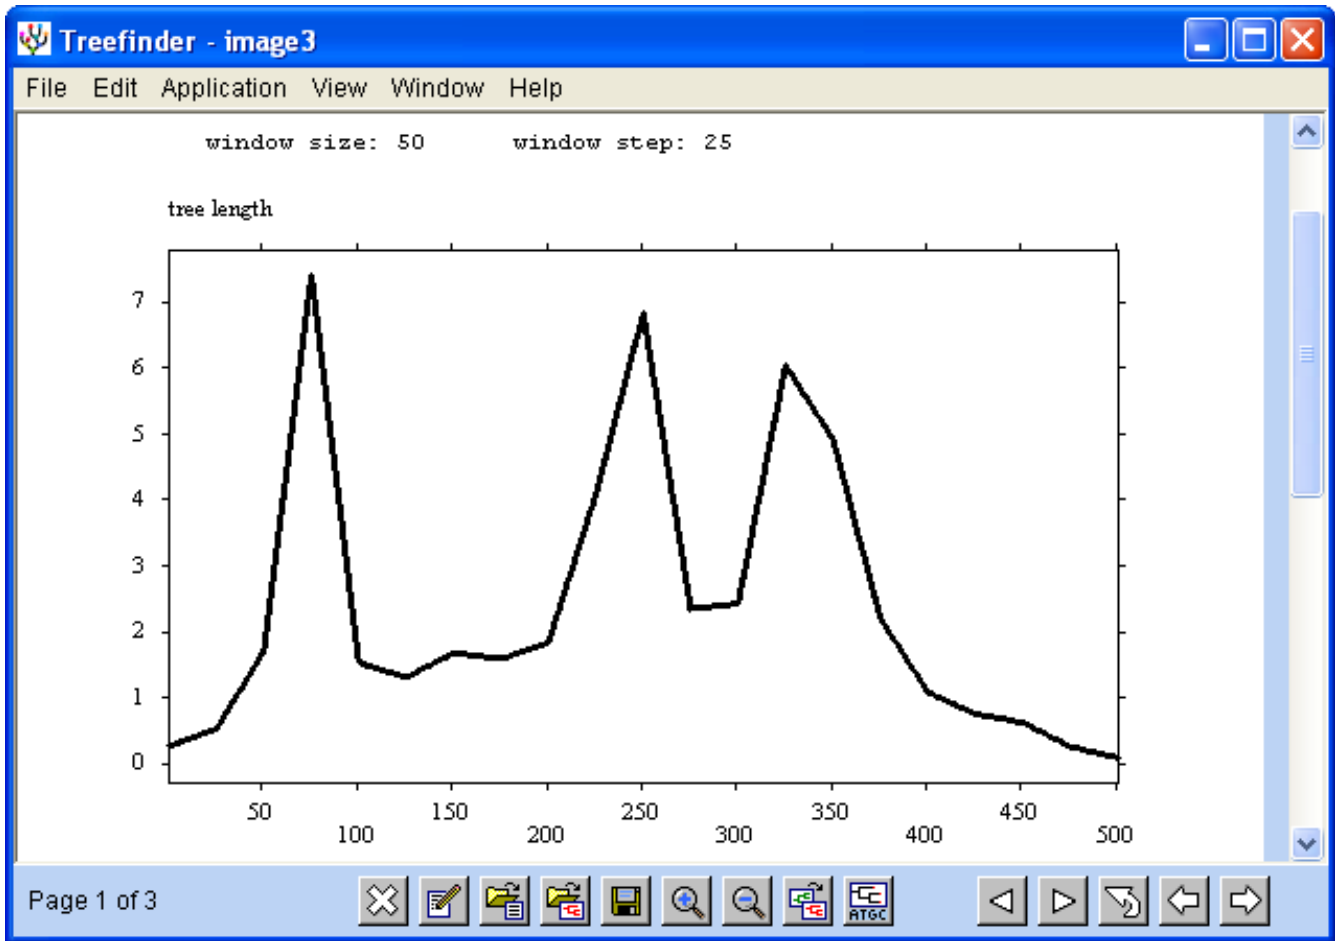 Treefinder - image3
File Edit Application View Window Help
window size: 50 window step: 25
tree length
7
6
5
4
3
2
1
0
50 150 250 350 450
100 200 300 400 500
Page 1 of 3
ATGC